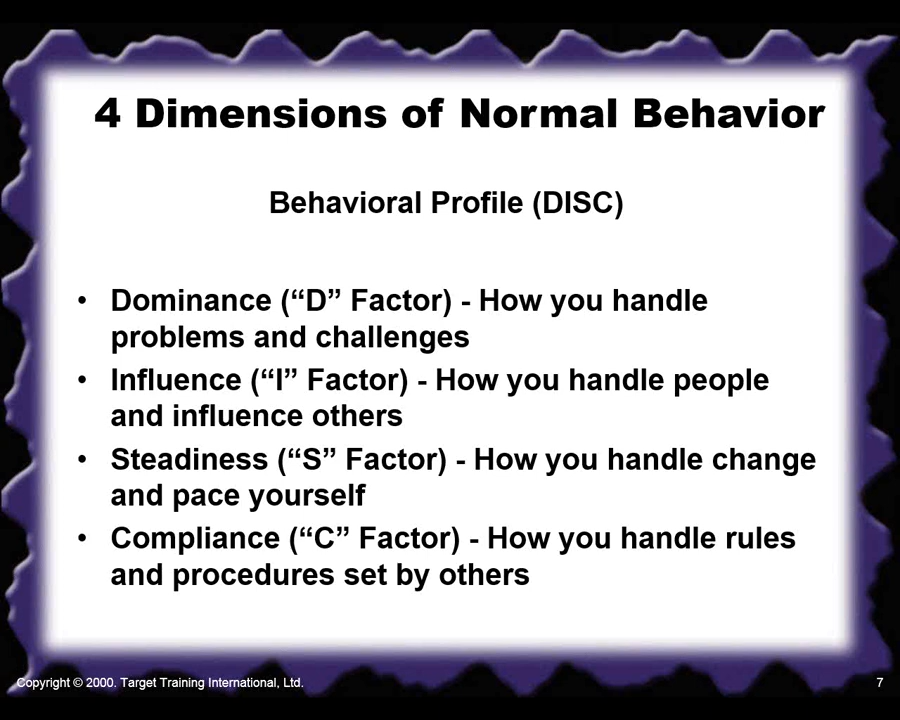 4 Dimensions of Normal Behavior
Behavioral Profile (DISC)
• Dominance (“D” Factor) - How you handle
problems and challenges
• Influence (“I” Factor) - How you handle people
and influence others
• Steadiness (“S” Factor) - How you handle change
and pace yourself
• Compliance (“C” Factor) - How you handle rules
and procedures set by others
Copyright © 2000. Target Training International, Ltd.
7